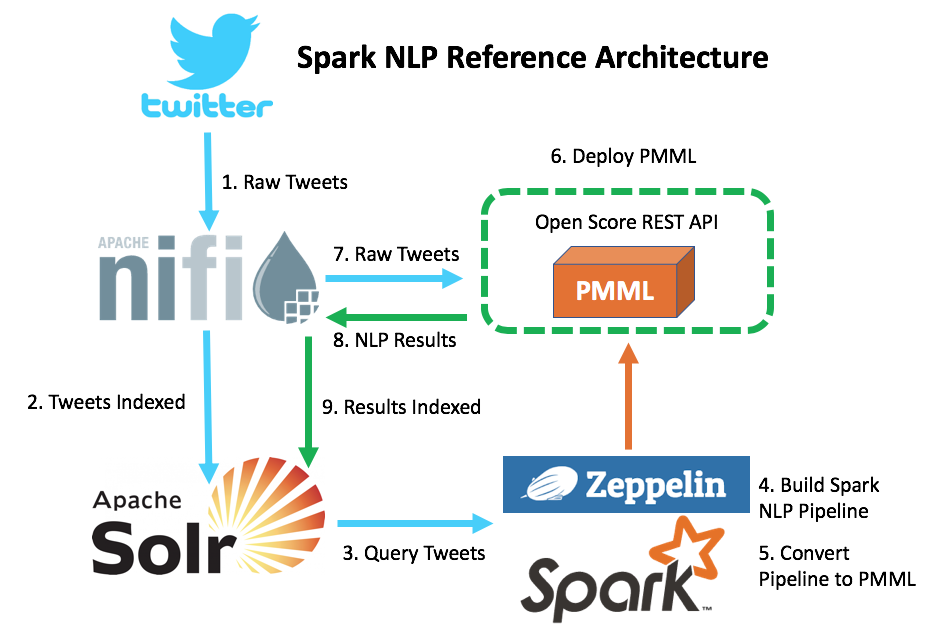 twitter
Spark NLP Reference Architecture
1. Raw Tweets
6. Deploy PMML
Open Score REST API
PMML
APACHE
nifi
7. Raw Tweets
8. NLP Results
2. Tweets Indexed
9. Results Indexed
Apache
Solr
3. Query Tweets
Zeppelin
4. Build Spark
NLP Pipeline
Spark™
5. Convert
Pipeline to PMML